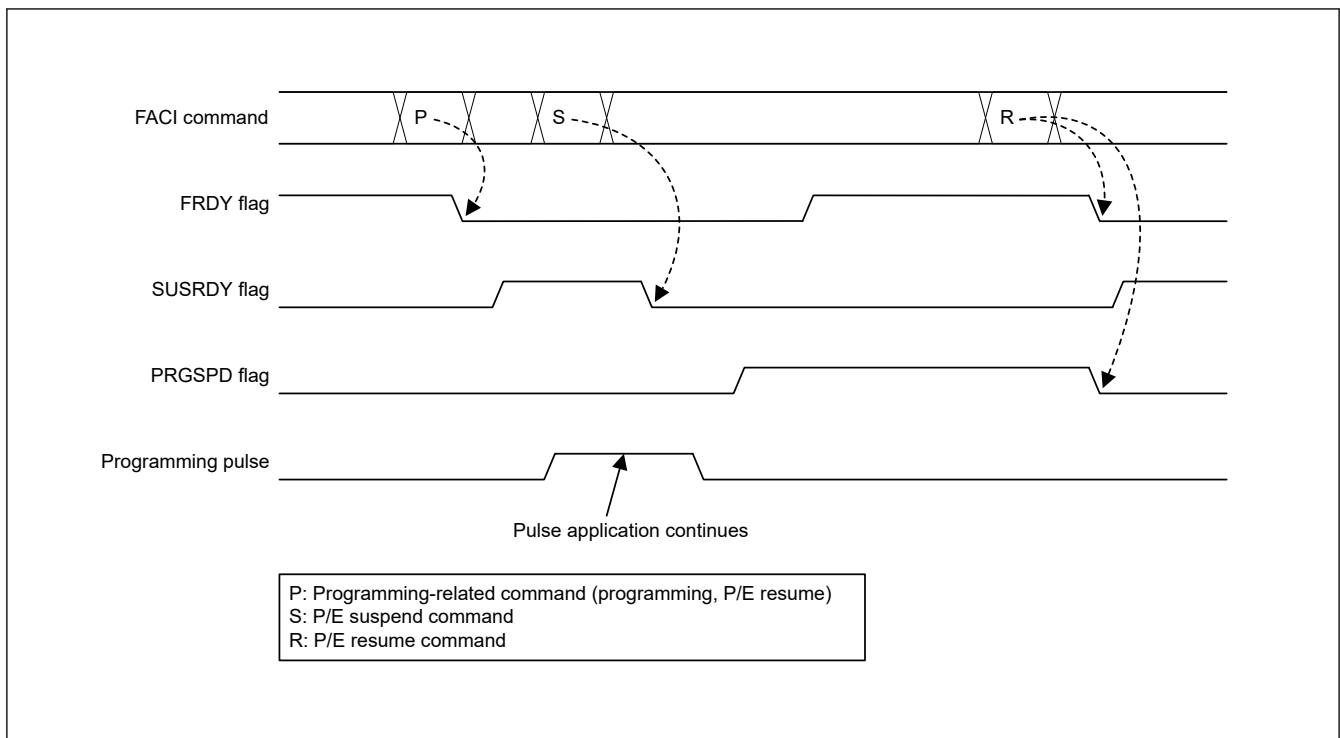 FACI command
P
S
R
FRDY flag
SUSRDY flag
PRGSPD flag
Programming pulse
Pulse application continues
P: Programming-related command (programming, P/E resume)
S: P/E suspend command
R: P/E resume command